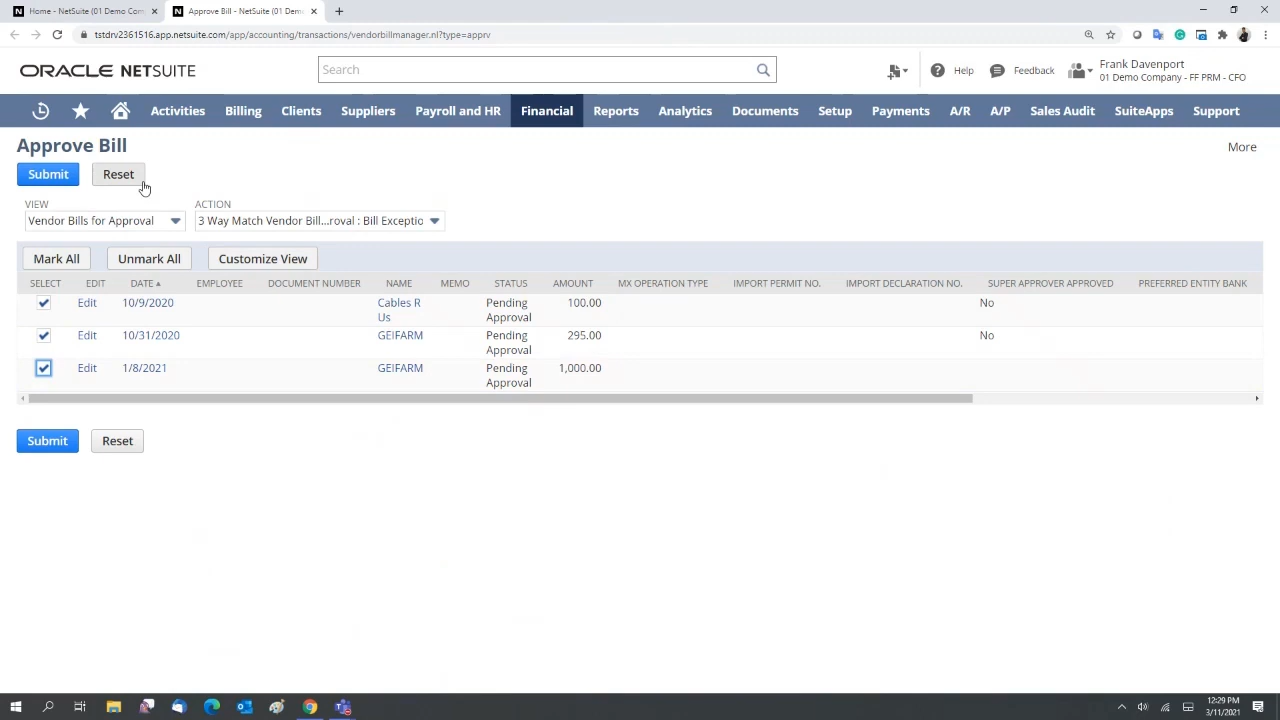 Home - NetSuite (01 Demo Com
Approve Bill - NetSuite (01 Demo
tstdrv2361516.app.netsuite.com/app/accounting/transactions/vendorbillmanager.nl?type=apprv
ORACLE NETSUITE
Search
Help
Feedback
Frank Davenport
01 Demo Company - FF PRM - CFO
Activities Billing Clients Suppliers Payroll and HR Financial Reports Analytics Documents Setup Payments A/R A/P Sales Audit SuiteApps Support
Approve Bill
More
Submit Reset
VIEW ACTION
Vendor Bills for Approval 3 Way Match Vendor Bill...roval : Bill Exceptio
Mark All Unmark All Customize View
SELECT EDIT DATE EMPLOYEE DOCUMENT NUMBER NAME MEMO STATUS AMOUNT MX OPERATION TYPE IMPORT PERMIT NO. IMPORT DECLARATION NO. SUPER APPROVER APPROVED PREFERRED ENTITY BANK
Edit 10/9/2020 Cables R Pending 100.00 No
Us Approval
Edit 10/31/2020 GEIFARM Pending 295.00 No
Approval
Edit 1/8/2021 GEIFARM Pending 1,000.00
Approval
Submit Reset
12:29 PM
3/11/2021